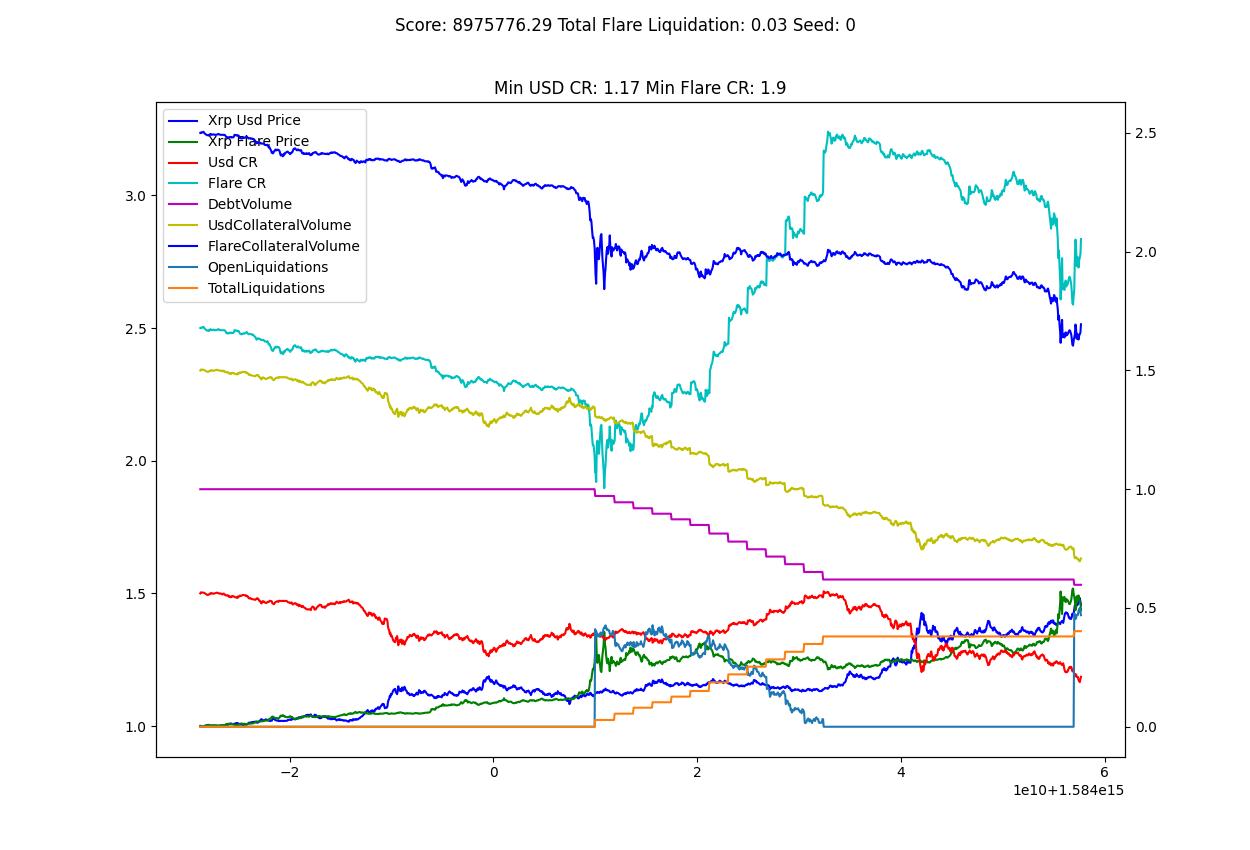 Score: 8975776.29 Total Flare Liquidation: 0.03 Seed: 0
Min USD CR: 1.17 Min Flare CR: 1.9
Xrp Usd Price
Xrp Flare Price
Usd CR
Flare CR
DebtVolume
UsdCollateralVolume
FlareCollateralVolume
OpenLiquidations
TotalLiquidations
3.0
2.5
2.0
1.5
1.0
2.5
2.0
1.5
1.0
0.5
0.0
−2 0 2 4 6
1e10+1.584e15